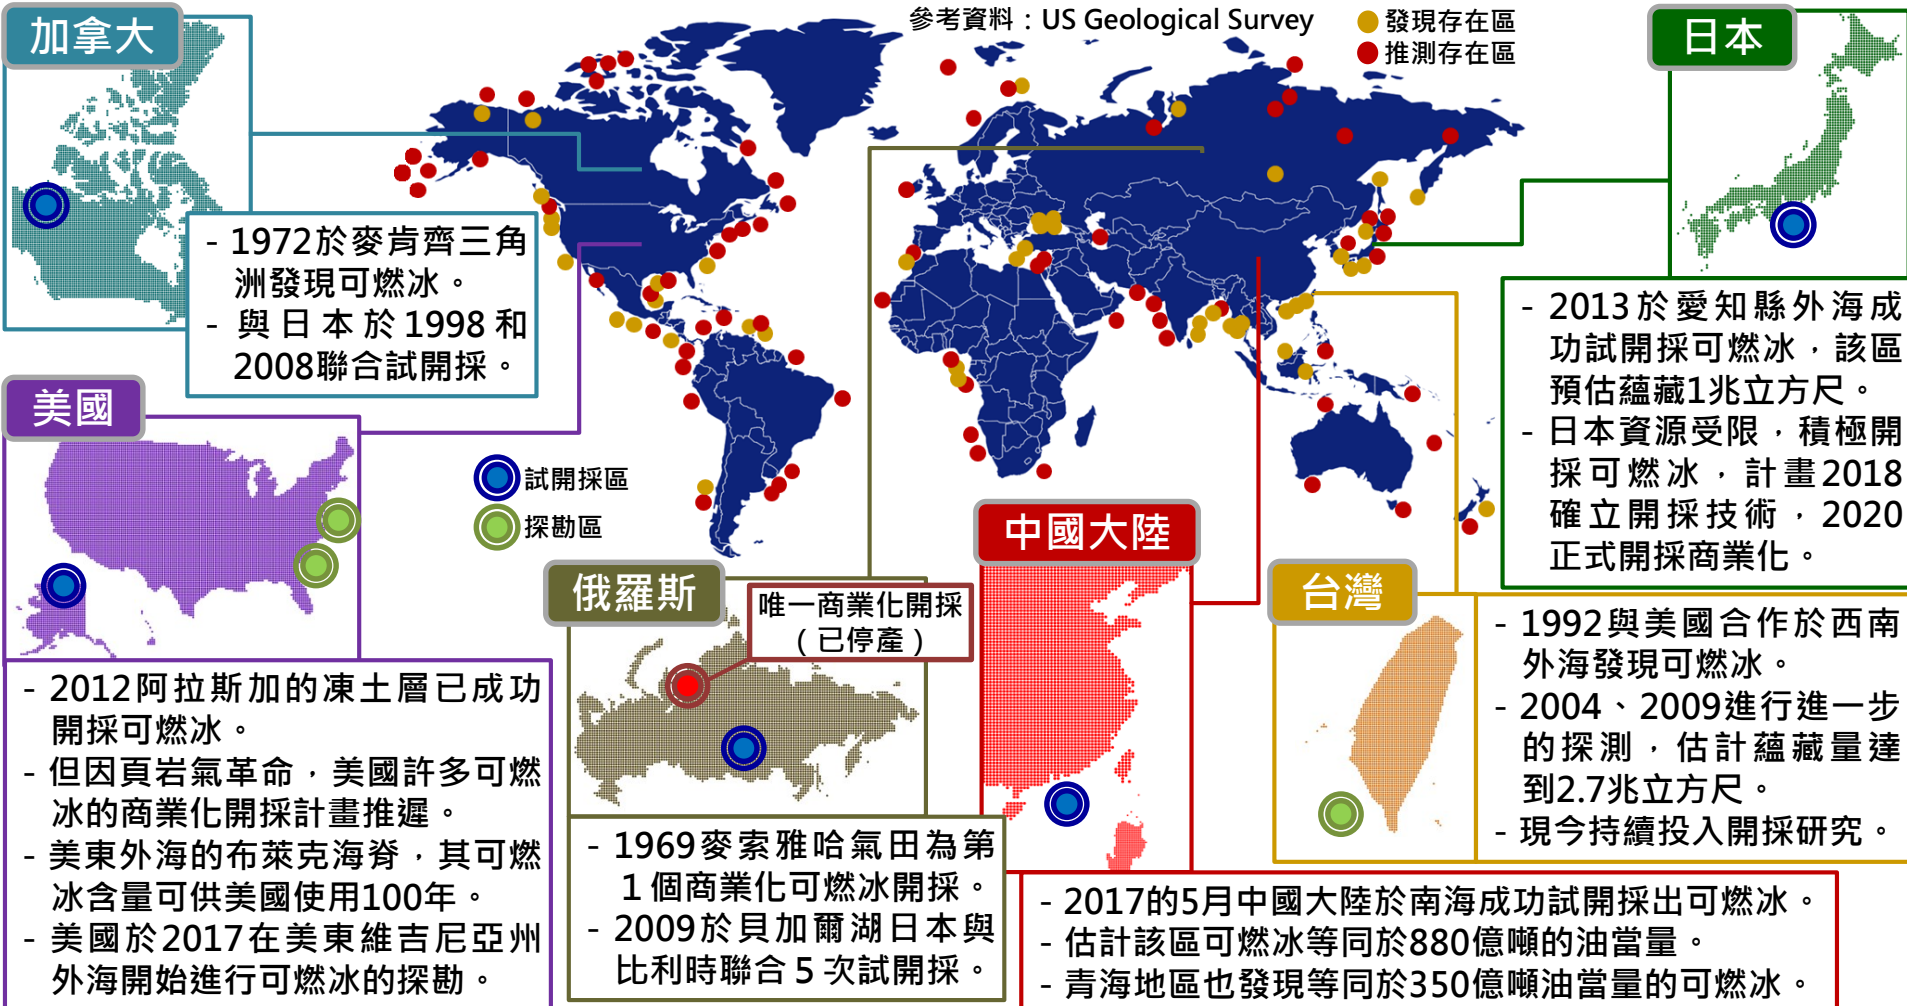 參考資料：US Geological Survey
發現存在區
推測存在區
加拿大
- 1972於麥肯齊三角
洲發現可燃冰。
- 與日本於1998和
2008聯合試開採。
日本
- 2013於愛知縣外海成
功試開採可燃冰，該區
預估蘊藏1兆立方尺。
- 日本資源受限，積極開
採可燃冰，計畫2018
確立開採技術，2020
正式開採商業化。
美國
試開採區
探勘區
- 2012阿拉斯加的凍土層已成功
開採可燃冰。
- 但因頁岩氣革命，美國許多可燃
冰的商業化開採計畫推遲。
- 美東外海的布萊克海脊，其可燃
冰含量可供美國使用100年。
- 美國於2017在美東維吉尼亞州
外海開始進行可燃冰的探勘。
俄羅斯
唯一商業化開採
（已停產）
- 1969麥索雅哈氣田為第
1個商業化可燃冰開採。
- 2009於貝加爾湖日本與
比利時聯合5次試開採。
中國大陸
- 2017的5月中國大陸於南海成功試開採出可燃冰。
- 估計該區可燃冰等同於880億噸的油當量。
- 青海地區也發現等同於350億噸油當量的可燃冰。
台灣
- 1992與美國合作於西南
外海發現可燃冰。
- 2004、2009進行進一步
的探測，估計蘊藏量達
到2.7兆立方尺。
- 現今持續投入開採研究。